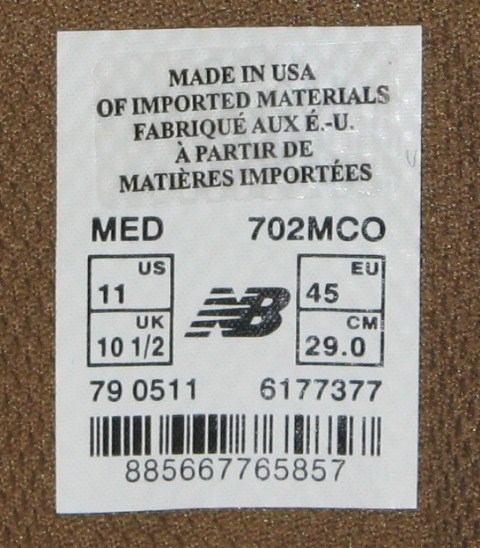 MADE IN USA
OF IMPORTED MATERIALS
FABRIQUÉ AUX É.-U.
À PARTIR DE
MATIÈRES IMPORTÉES
MED 702MCO
US EU
11 45
UK CM
10 1/2 29.0
NB
79 0511 6177377
885667765857